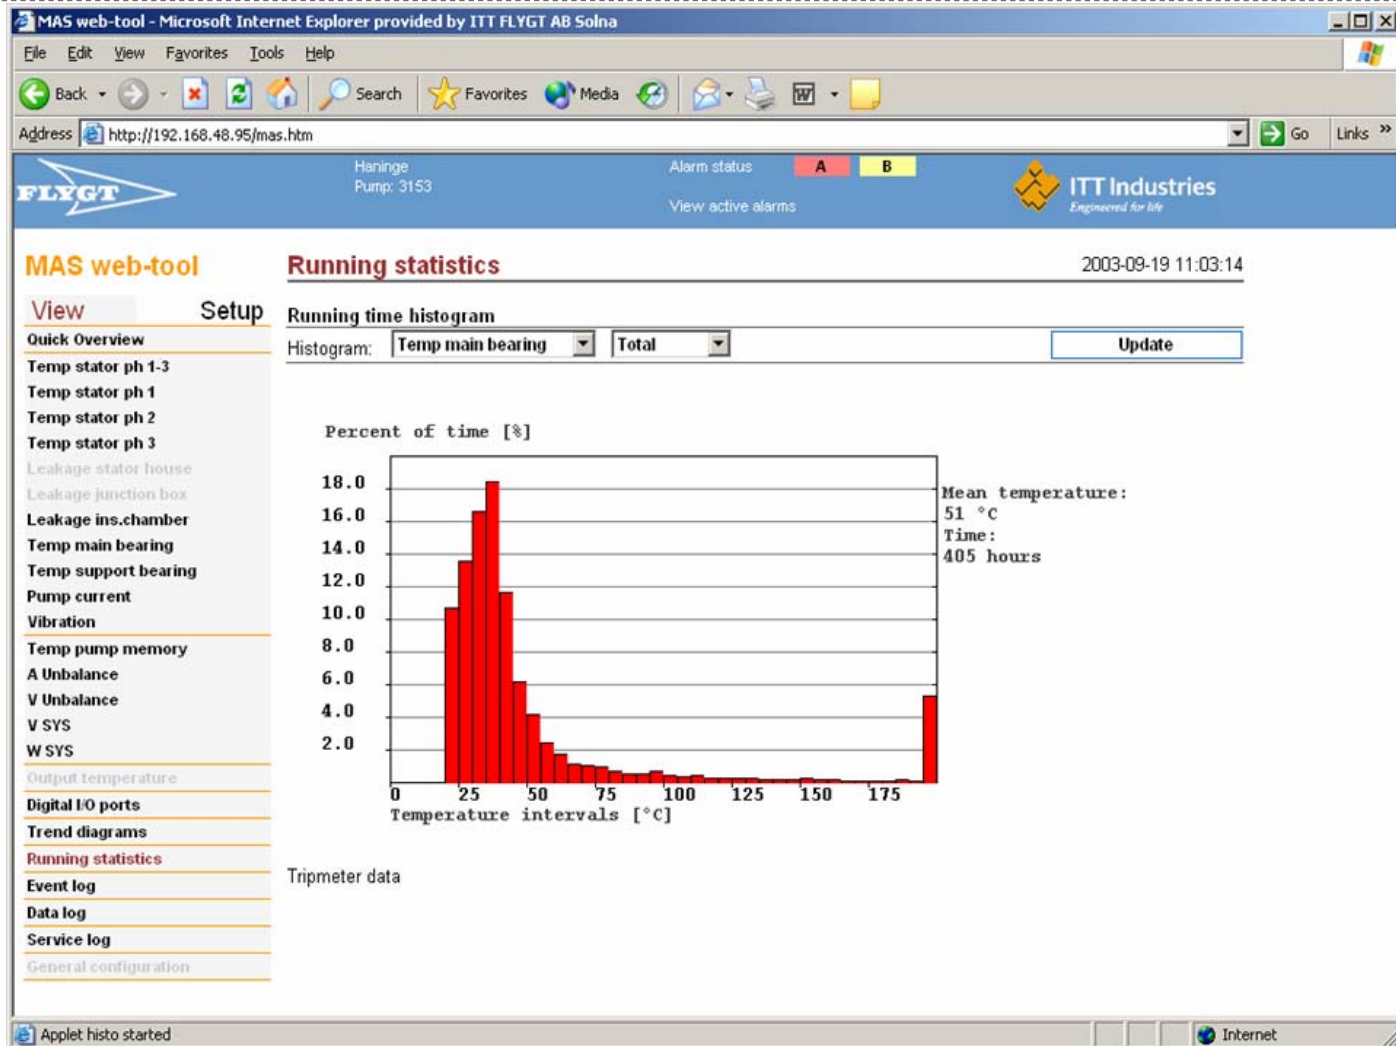 MAS web-tool - Microsoft Internet Explorer provided by ITT FLYGT AB Solna
File Edit View Favorites Tools Help
Back Search Favorites Media
Address http://192.168.48.95/mas.htm Go Links »
FLYGT
Haninge
Pump: 3153
Alarm status A B
View active alarms
ITT Industries
Engineered for life
MAS web-tool
View Setup
Quick Overview
Temp stator ph 1-3
Temp stator ph 1
Temp stator ph 2
Temp stator ph 3
Leakage stator house
Leakage junction box
Leakage ins.chamber
Temp main bearing
Temp support bearing
Pump current
Vibration
Temp pump memory
A Unbalance
V Unbalance
V SYS
W SYS
Output temperature
Digital I/O ports
Trend diagrams
Running statistics
Event log
Data log
Service log
General configuration
Running statistics 2003-09-19 11:03:14
Running time histogram
Histogram: Temp main bearing Total Update
Percent of time [%]
18.0
16.0
14.0
12.0
10.0
8.0
6.0
4.0
2.0
0 25 50 75 100 125 150 175
Temperature intervals [°C]
Mean temperature:
51 °C
Time:
405 hours
Tripmeter data
Applet histo started Internet